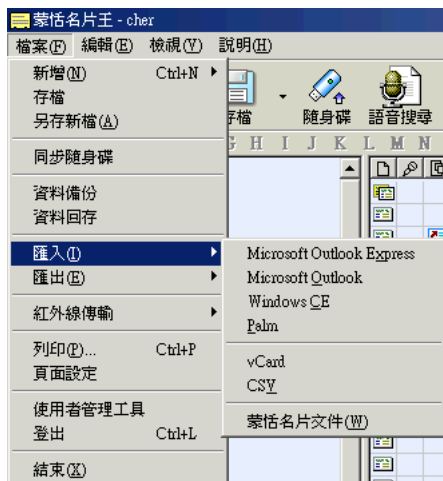 蒙恬名片王 - cher
檔案(F) 編輯(E) 檢視(V) 說明(H)
新增(N) Ctrl+N
存檔
另存新檔(A)
同步隨身碟
資料備份
資料回存
匯入(I)
匯出(E)
紅外線傳輸
列印(P)... Ctrl+P
頁面設定
使用者管理工具
登出 Ctrl+L
結束(X)
存檔 隨身碟 語音搜尋
G H I J K L M N
Microsoft Outlook Express
Microsoft Outlook
Windows CE
Palm
vCard
CSV
蒙恬名片文件(W)